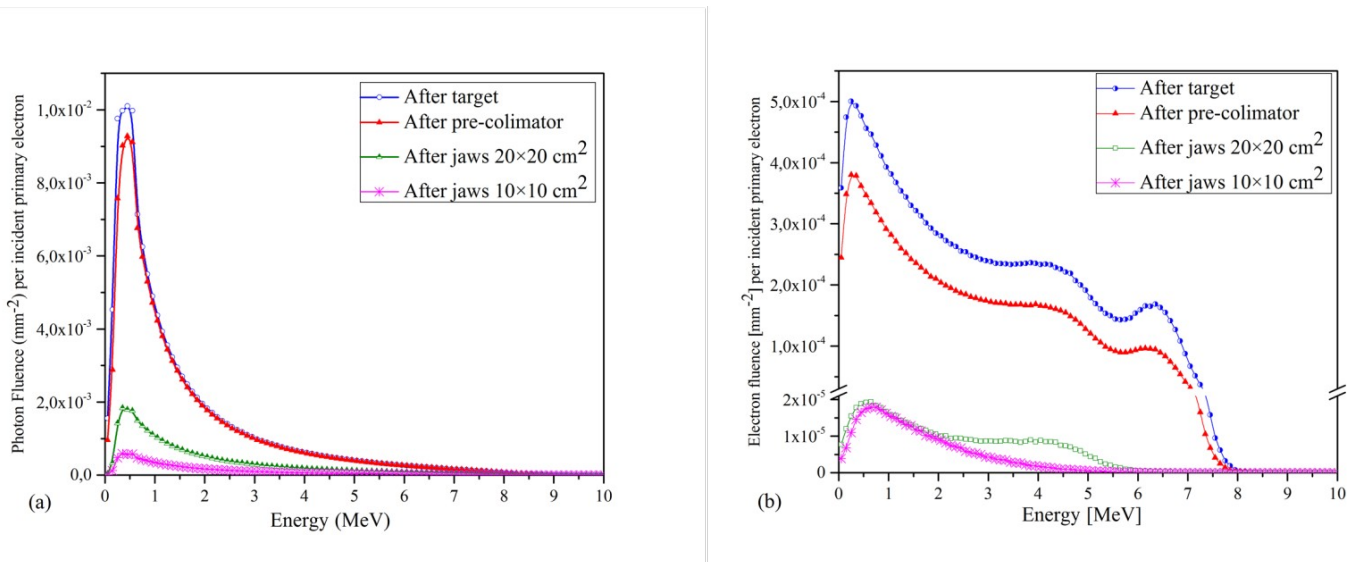 Photon Fluence (mm-2) per incident primary electron
1,0x10-2
8,0x10-3
6,0x10-3
4,0x10-3
2,0x10-3
0,0
After target
After pre-colimator
After jaws 20×20 cm2
After jaws 10×10 cm2
0 1 2 3 4 5 6 7 8 9 10
(a)
Energy (MeV)
Electron fluence [mm-2] per incident primary electron
5,0x10-4
4,0x10-4
3,0x10-4
2,0x10-4
1,0x10-4
2x10-5
1x10-5
0
After target
After pre-colimator
After jaws 20×20 cm2
After jaws 10×10 cm2
0 1 2 3 4 5 6 7 8 9 10
(b)
Energy [MeV]